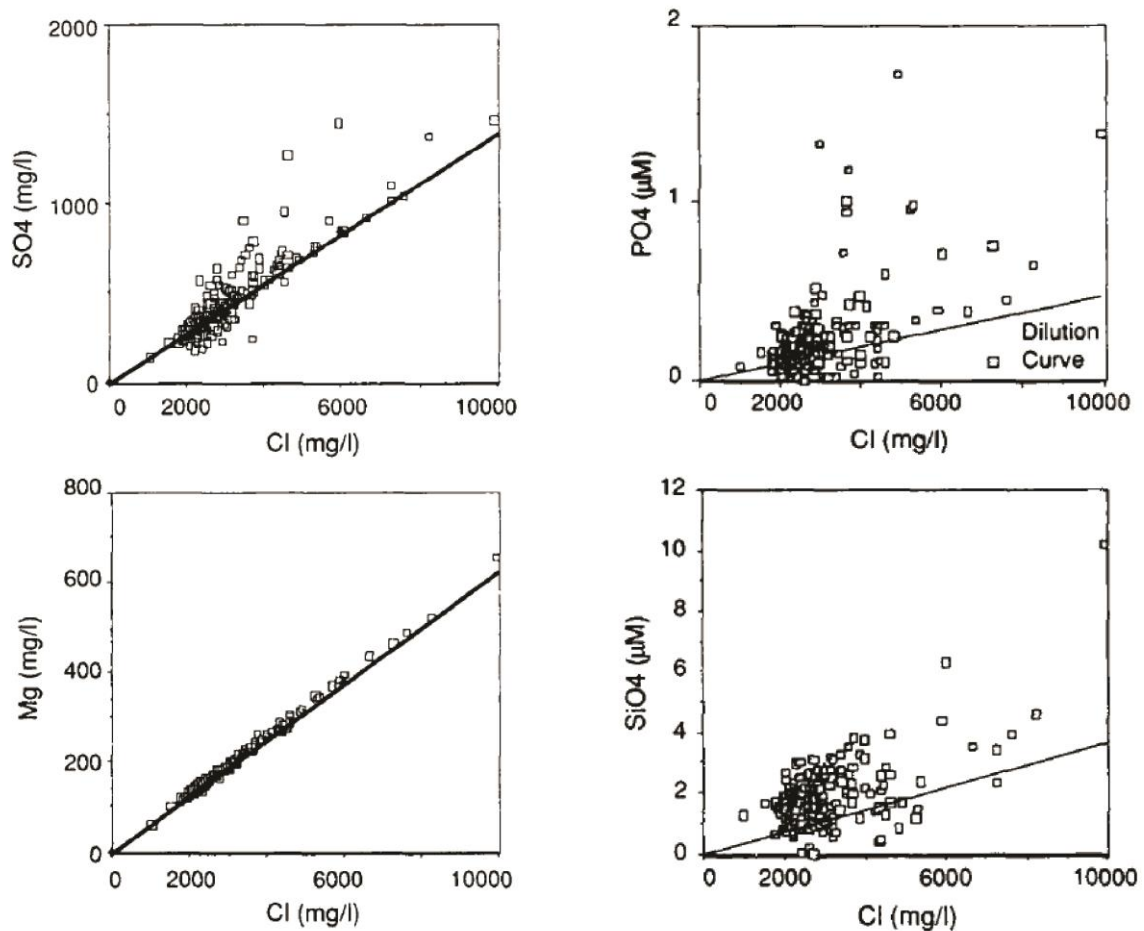 2000
1000
0
SO4 (mg/l)
0 2000 6000 10000
Cl (mg/l)
2
1
0
PO4 (µM)
Dilution
Curve
0 2000 6000 10000
Cl (mg/l)
800
600
400
200
0
Mg (mg/l)
0 2000 6000 10000
Cl (mg/l)
12
10
8
6
4
2
0
SiO4 (µM)
0 2000 6000 10000
Cl (mg/l)